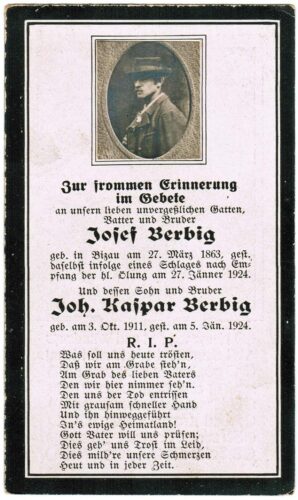 Zur frommen Erinnerung
im Gebete
an unsern lieben unvergeßlichen Gatten,
Vatter und Bruder
Josef Berbig
geb. in Bizau am 27. März 1863, gest.
daselbst infolge eines Schlages nach Emp-
fang der hl. Ölung am 27. Jänner 1924.
Und dessen Sohn und Bruder
Joh. Kaspar Berbig
geb. am 3. Okt. 1911, gest. am 5. Jän. 1924.
R. I. P.
Was soll uns heute trösten,
Daß wir am Grabe steh'n,
Am Grab des lieben Vaters
Den wir hier nimmer seh'n.
Den uns der Tod entrissen
Mit grausam schneller Hand
Und ihn hinweggeführt
In's ewige Heimatland!
Gott Vater will uns prüfen;
Dies geb' uns Trost im Leid,
Dies mild're unsre Schmerzen
Heut und in jeder Zeit.